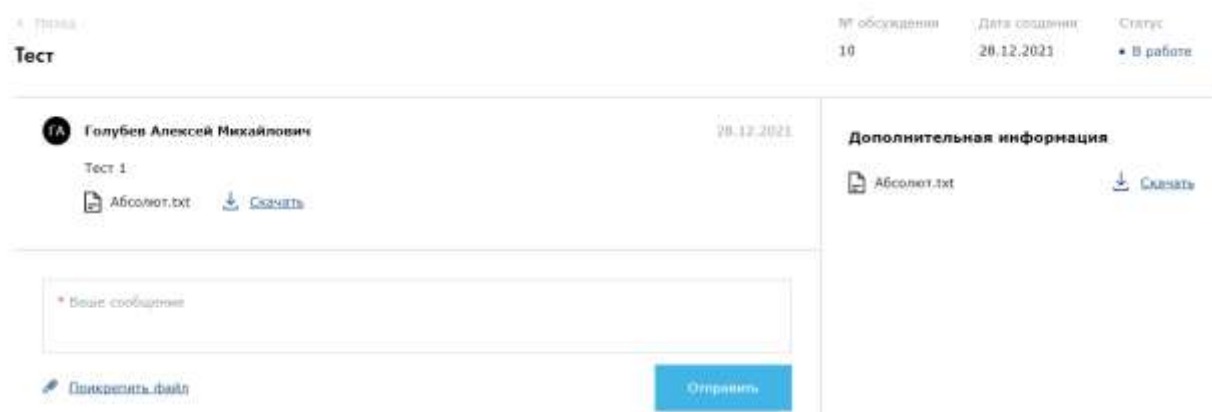 Назад
Тест
№ обсуждения Дата создания Статус
10 28.12.2021 В работе
ГА Голубев Алексей Михайлович 28.12.2021
Тест 1
Абсолют.txt Скачать
Дополнительная информация
Абсолют.txt Скачать
* Ваше сообщение
Прикрепить файл Отправить